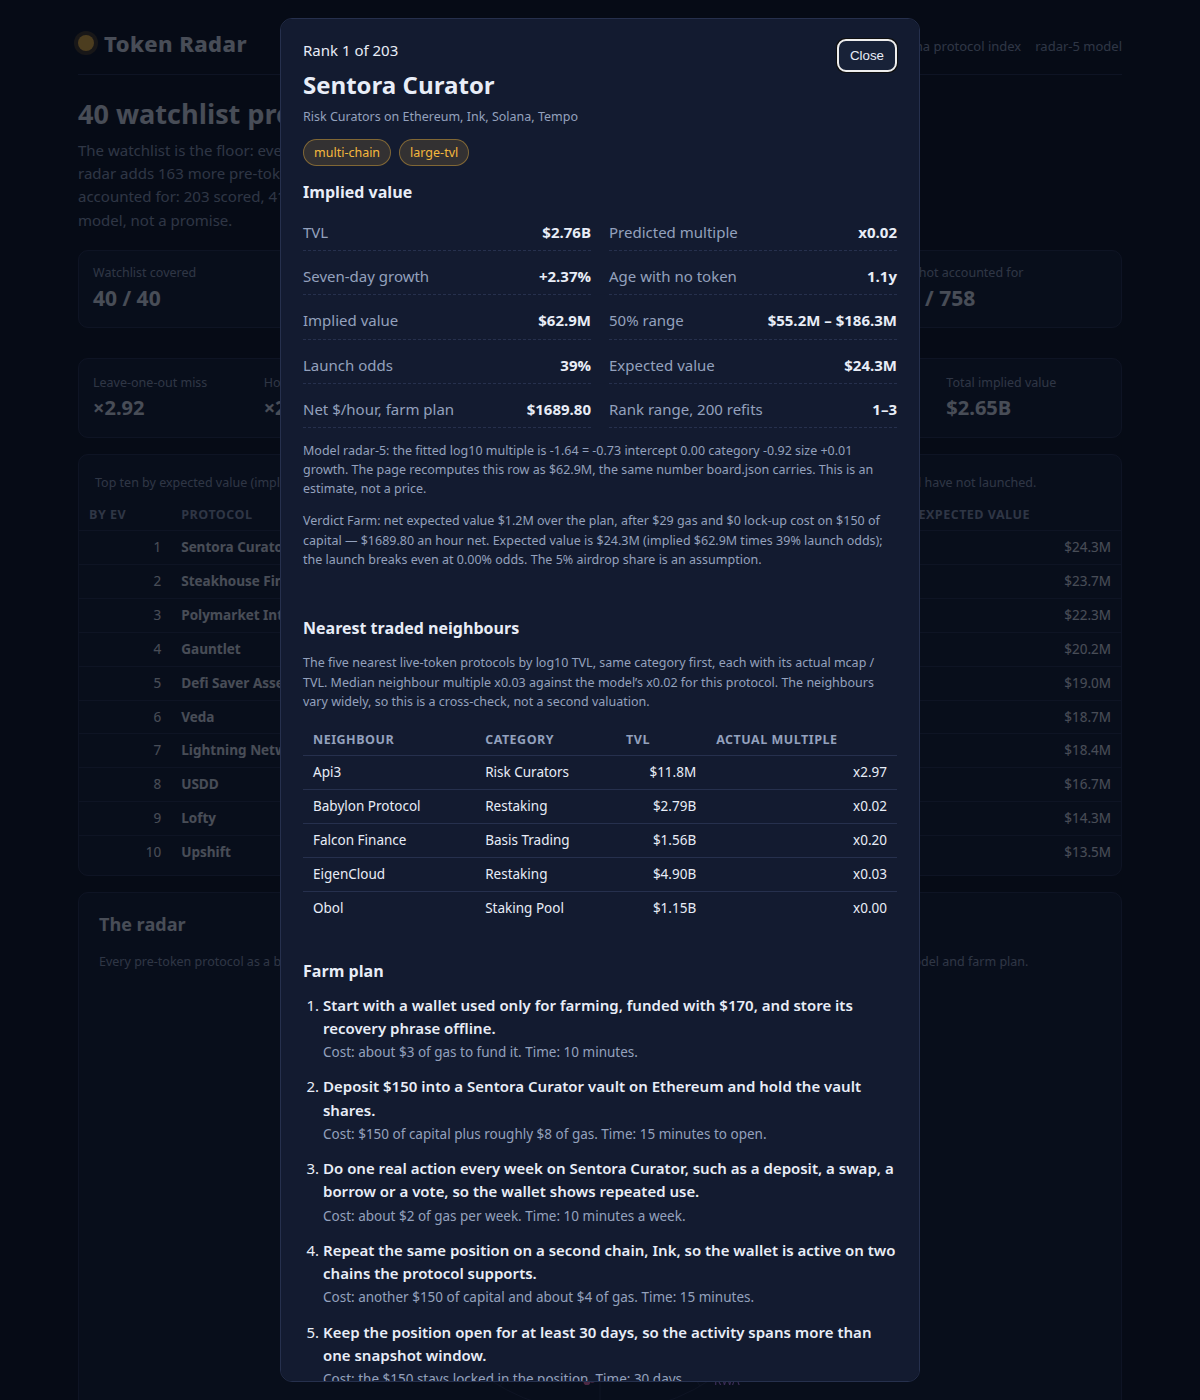 Token Radar
protocol index radar-5 model
40 watchlist
The watchlist is the floor:
radar adds 163 more
accounted for: 203 scored,
model, not a promise.
Watchlist covered
40 / 40
accounted for
/ 758
Leave-one-out miss
×2.92
Total implied value
$2.65B
Top ten by expected value
have not launched.
BY EV PROTOCOL EXPECTED VALUE
1 Sentora $24.3M
2 Steakhouse $23.7M
3 Polymarket $22.3M
4 Gauntlet $20.2M
5 Defi Saver $19.0M
6 Veda $18.7M
7 Lightning $18.4M
8 USDD $16.7M
9 Lofty $14.3M
10 Upshift $13.5M
The radar
Every pre-token protocol as a
model and farm plan.
Rank 1 of 203
Close
Sentora Curator
Risk Curators on Ethereum, Ink, Solana, Tempo
multi-chain large-tvl
Implied value
TVL $2.76B Predicted multiple x0.02
Seven-day growth +2.37% Age with no token 1.1y
Implied value $62.9M 50% range $55.2M – $186.3M
Launch odds 39% Expected value $24.3M
Net $/hour, farm plan $1689.80 Rank range, 200 refits 1–3
Model radar-5: the fitted log10 multiple is -1.64 = -0.73 intercept 0.00 category -0.92 size +0.01
growth. The page recomputes this row as $62.9M, the same number board.json carries. This is an
estimate, not a price.
Verdict Farm: net expected value $1.2M over the plan, after $29 gas and $0 lock-up cost on $150 of
capital — $1689.80 an hour net. Expected value is $24.3M (implied $62.9M times 39% launch odds);
the launch breaks even at 0.00% odds. The 5% airdrop share is an assumption.
Nearest traded neighbours
The five nearest live-token protocols by log10 TVL, same category first, each with its actual mcap /
TVL. Median neighbour multiple x0.03 against the model's x0.02 for this protocol. The neighbours
vary widely, so this is a cross-check, not a second valuation.
NEIGHBOUR CATEGORY TVL ACTUAL MULTIPLE
Api3 Risk Curators $11.8M x2.97
Babylon Protocol Restaking $2.79B x0.02
Falcon Finance Basis Trading $1.56B x0.20
EigenCloud Restaking $4.90B x0.03
Obol Staking Pool $1.15B x0.00
Farm plan
1. Start with a wallet used only for farming, funded with $170, and store its
recovery phrase offline.
Cost: about $3 of gas to fund it. Time: 10 minutes.
2. Deposit $150 into a Sentora Curator vault on Ethereum and hold the vault
shares.
Cost: $150 of capital plus roughly $8 of gas. Time: 15 minutes to open.
3. Do one real action every week on Sentora Curator, such as a deposit, a swap, a
borrow or a vote, so the wallet shows repeated use.
Cost: about $2 of gas per week. Time: 10 minutes a week.
4. Repeat the same position on a second chain, Ink, so the wallet is active on two
chains the protocol supports.
Cost: another $150 of capital and about $4 of gas. Time: 15 minutes.
5. Keep the position open for at least 30 days, so the activity spans more than
one snapshot window.
Cost: the $150 stays locked in the position. Time: 30 days.